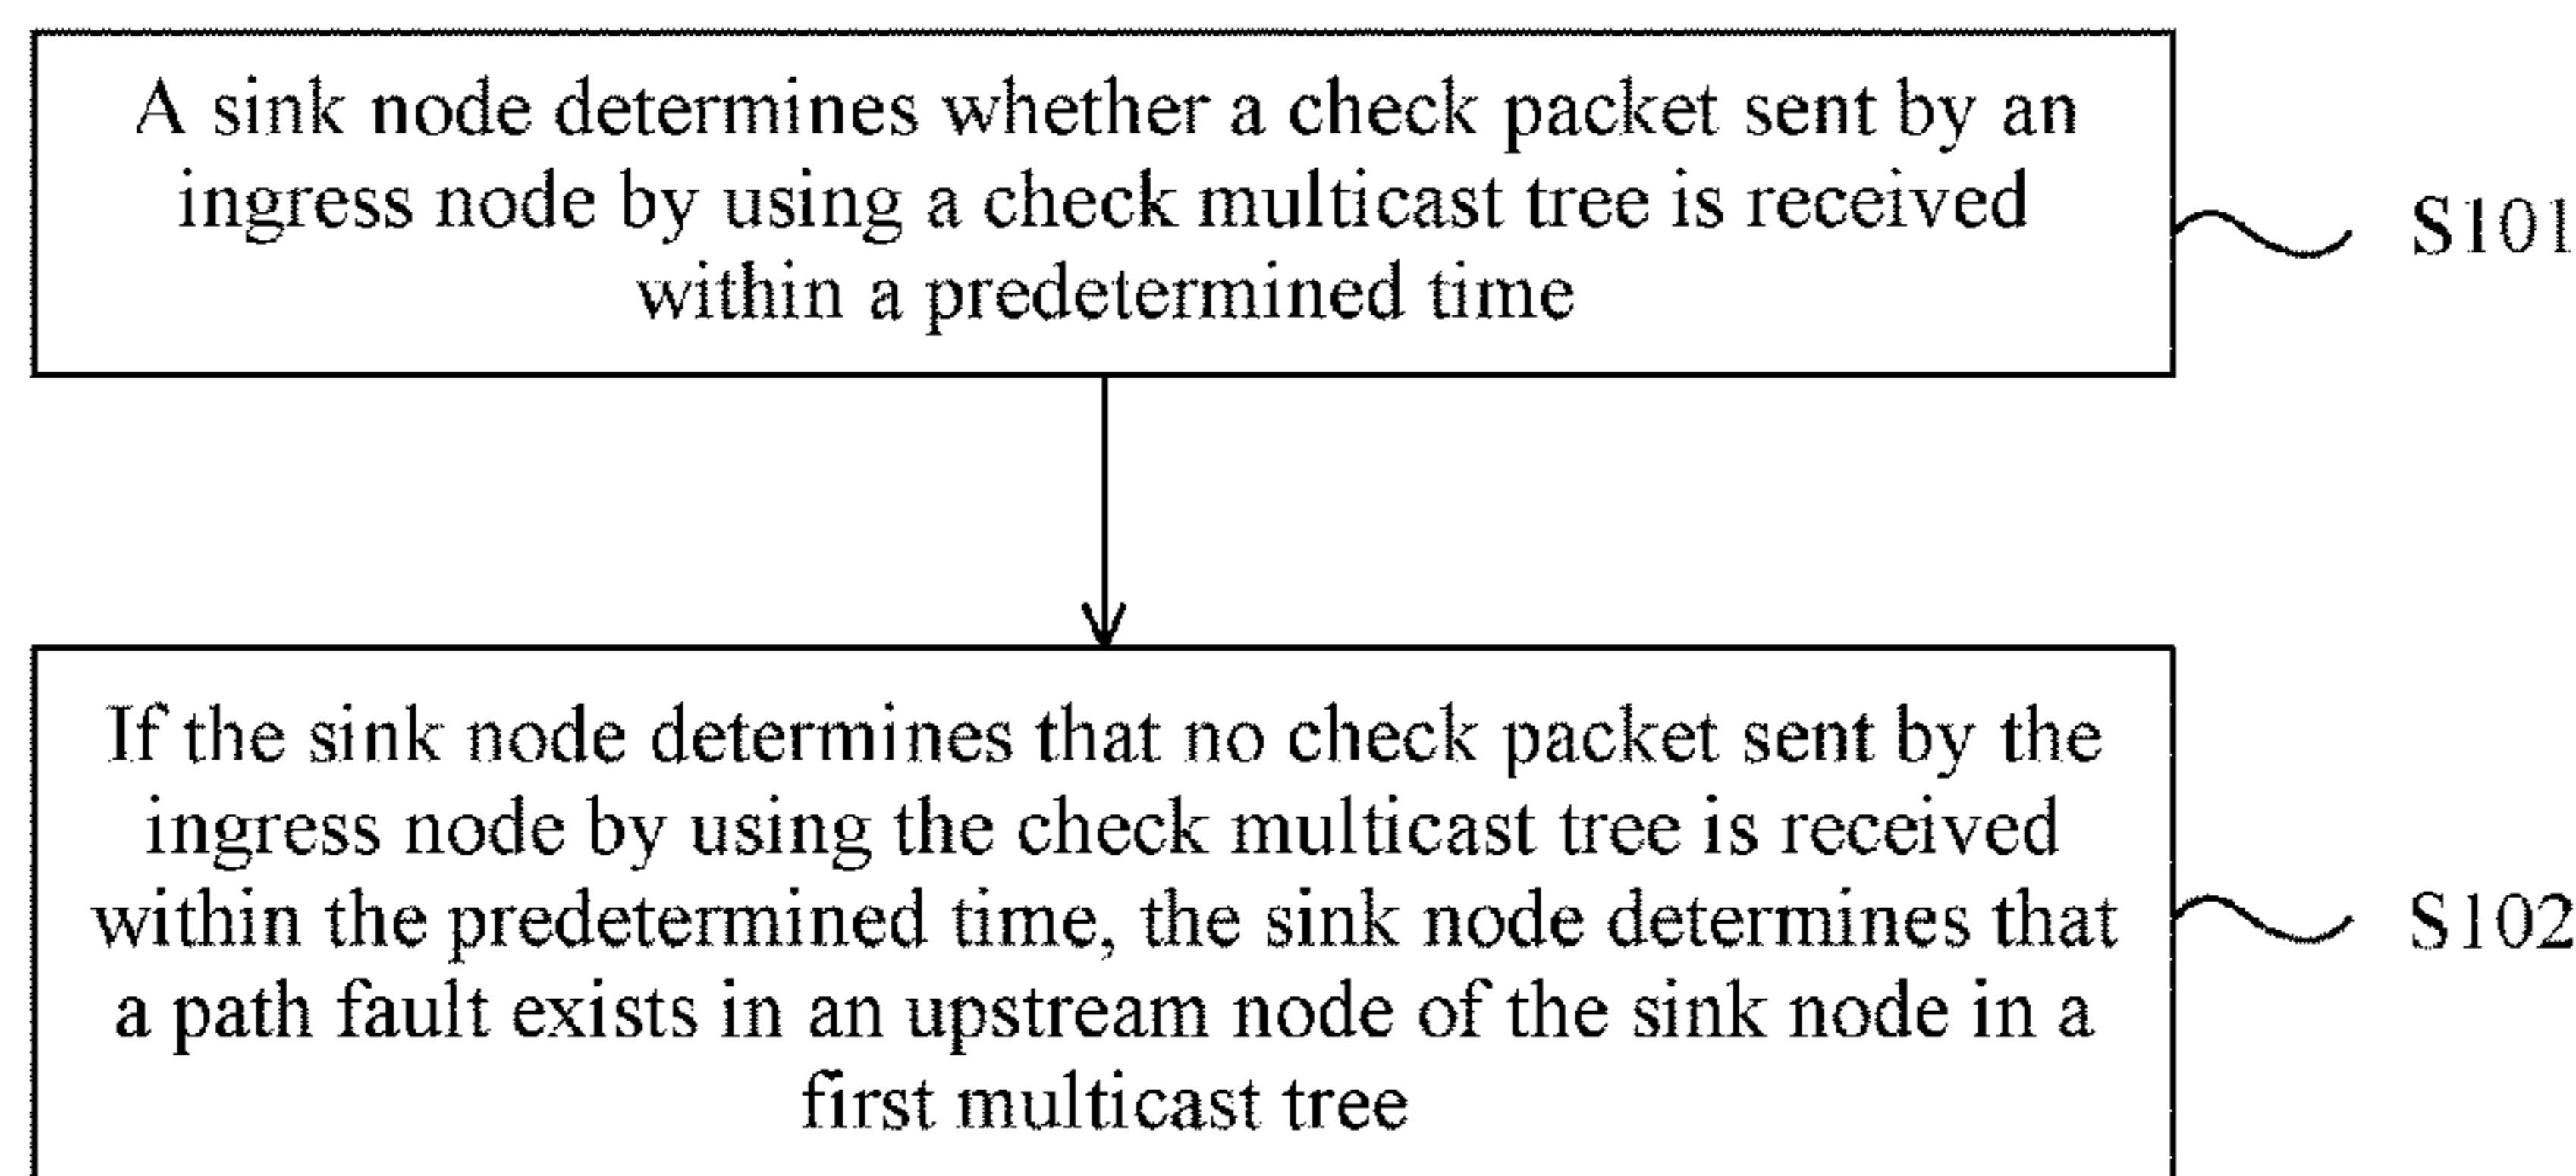 A sink node determines whether a check packet sent by an
ingress node by using a check multicast tree is received
within a predetermined time
S101
If the sink node determines that no check packet sent by the
ingress node by using the check multicast tree is received
within the predetermined time, the sink node determines that
a path fault exists in an upstream node of the sink node in a
first multicast tree
S102